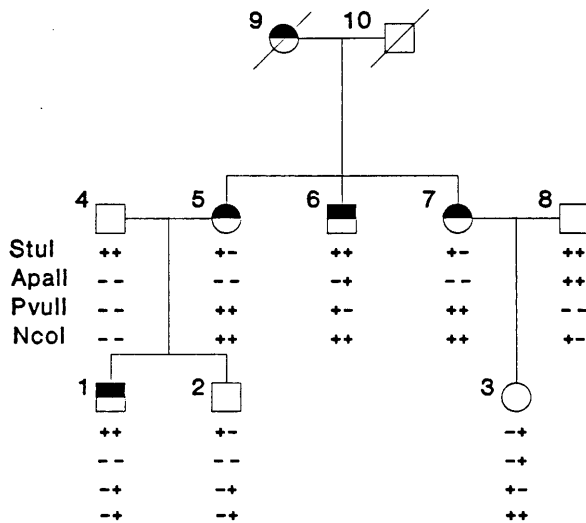 9 10
4 5 6 7 8
StuI ++ +- ++ +- ++
ApaII -- -- -+ -- ++
PvuII -- ++ +- ++ --
NcoI -- ++ ++ ++ +-
1 2 3
++ +- -+
-- -- -+
-+ -+ +-
-+ -+ ++